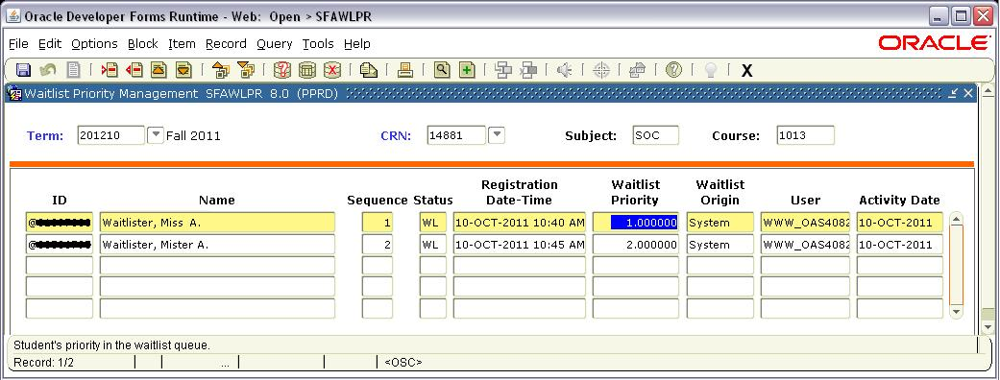 Oracle Developer Forms Runtime - Web: Open > SFAWLPR
File Edit Options Block Item Record Query Tools Help
ORACLE
X
Waitlist Priority Management SFAWLPR 8.0 (PPRD)
Term: 201210 Fall 2011 CRN: 14881 Subject: SOC Course: 1013
Registration Waitlist Waitlist
ID Name Sequence Status Date-Time Priority Origin User Activity Date
@ Waitlister, Miss A. 1 WL 10-OCT-2011 10:40 AM 1.000000 System WWW_OAS4082 10-OCT-2011
@ Waitlister, Mister A. 2 WL 10-OCT-2011 10:45 AM 2.000000 System WWW_OAS4082 10-OCT-2011
Student's priority in the waitlist queue.
Record: 1/2 ... <OSC>